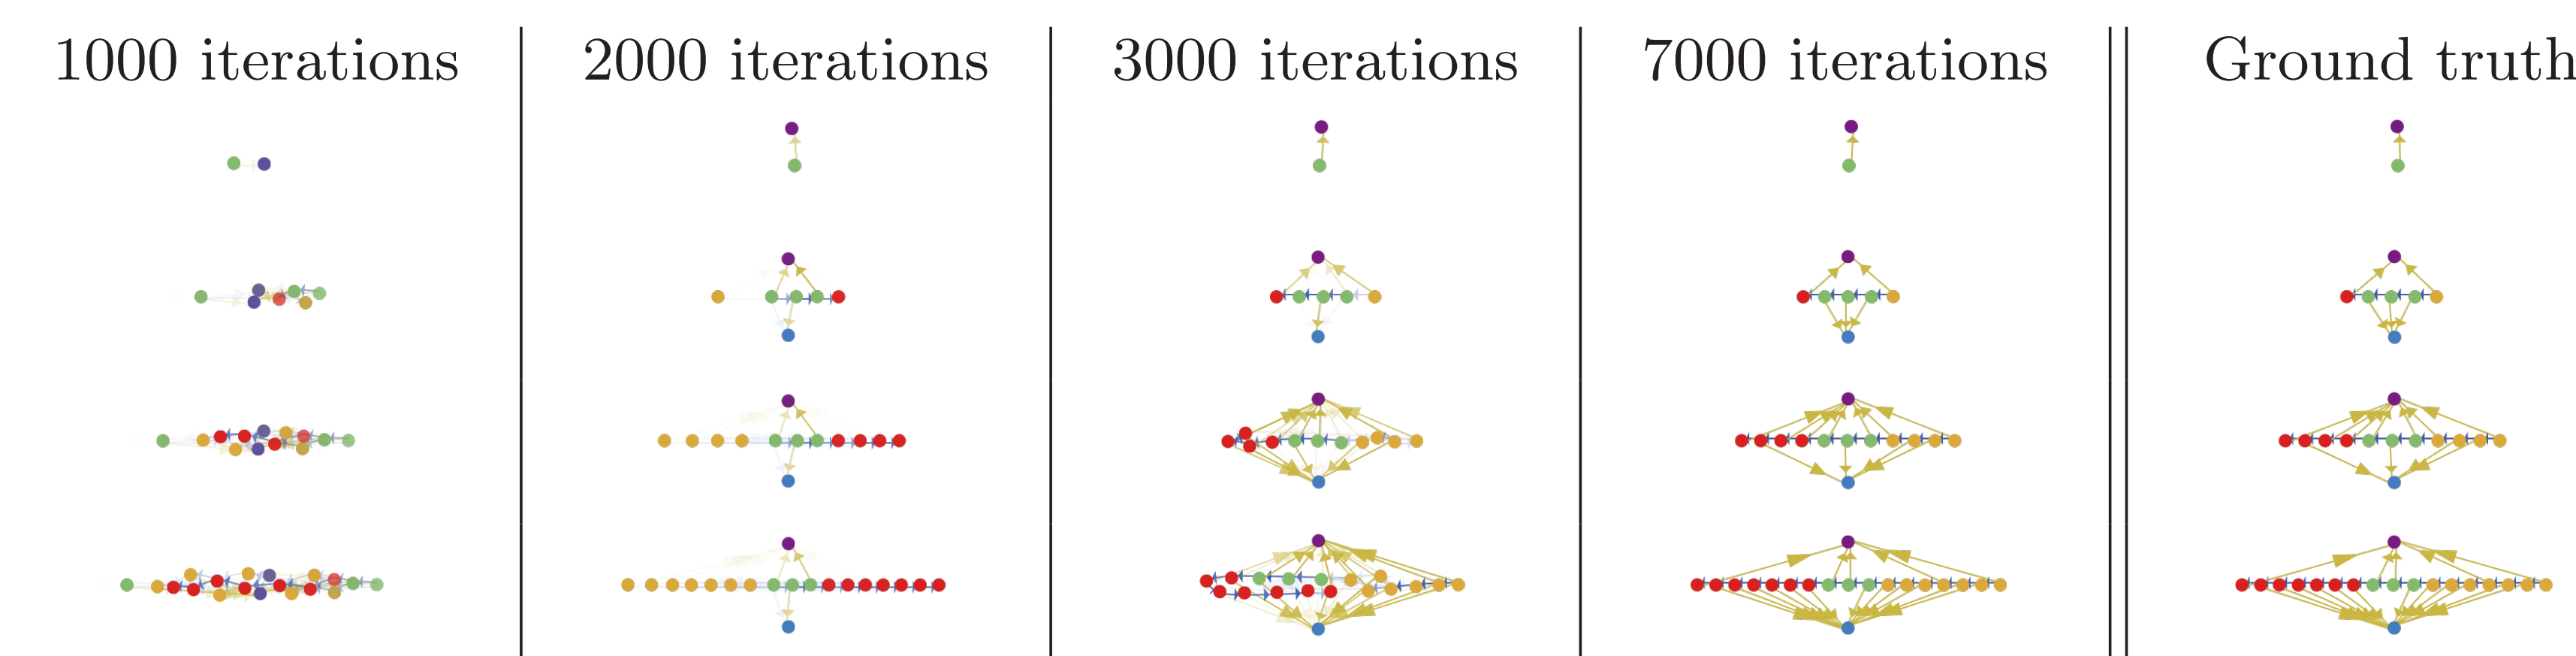 1000 iterations
2000 iterations
3000 iterations
7000 iterations
Ground truth